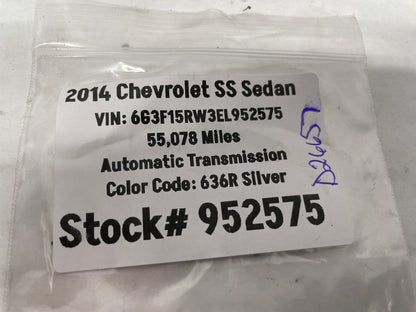 2014 Chevrolet SS Sedan
VIN: 6G3F15RW3EL952575
55,078 Miles
Automatic Transmission
Color Code: 636R Silver
Stock# 952575